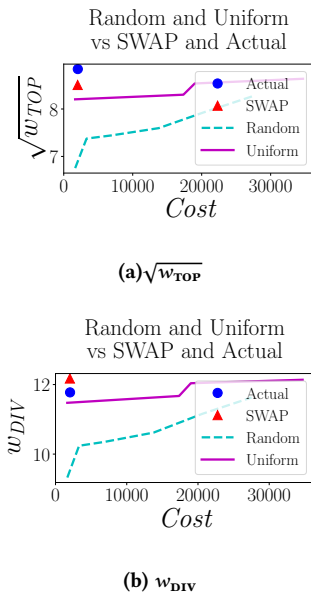 Random and Uniform
vs SWAP and Actual
8
7
√w_TOP
Actual
SWAP
Random
Uniform
0 10000 20000 30000
Cost
(a)√w_TOP
Random and Uniform
vs SWAP and Actual
12
10
w_DIV
Actual
SWAP
Random
Uniform
0 10000 20000 30000
Cost
(b) w_DIV